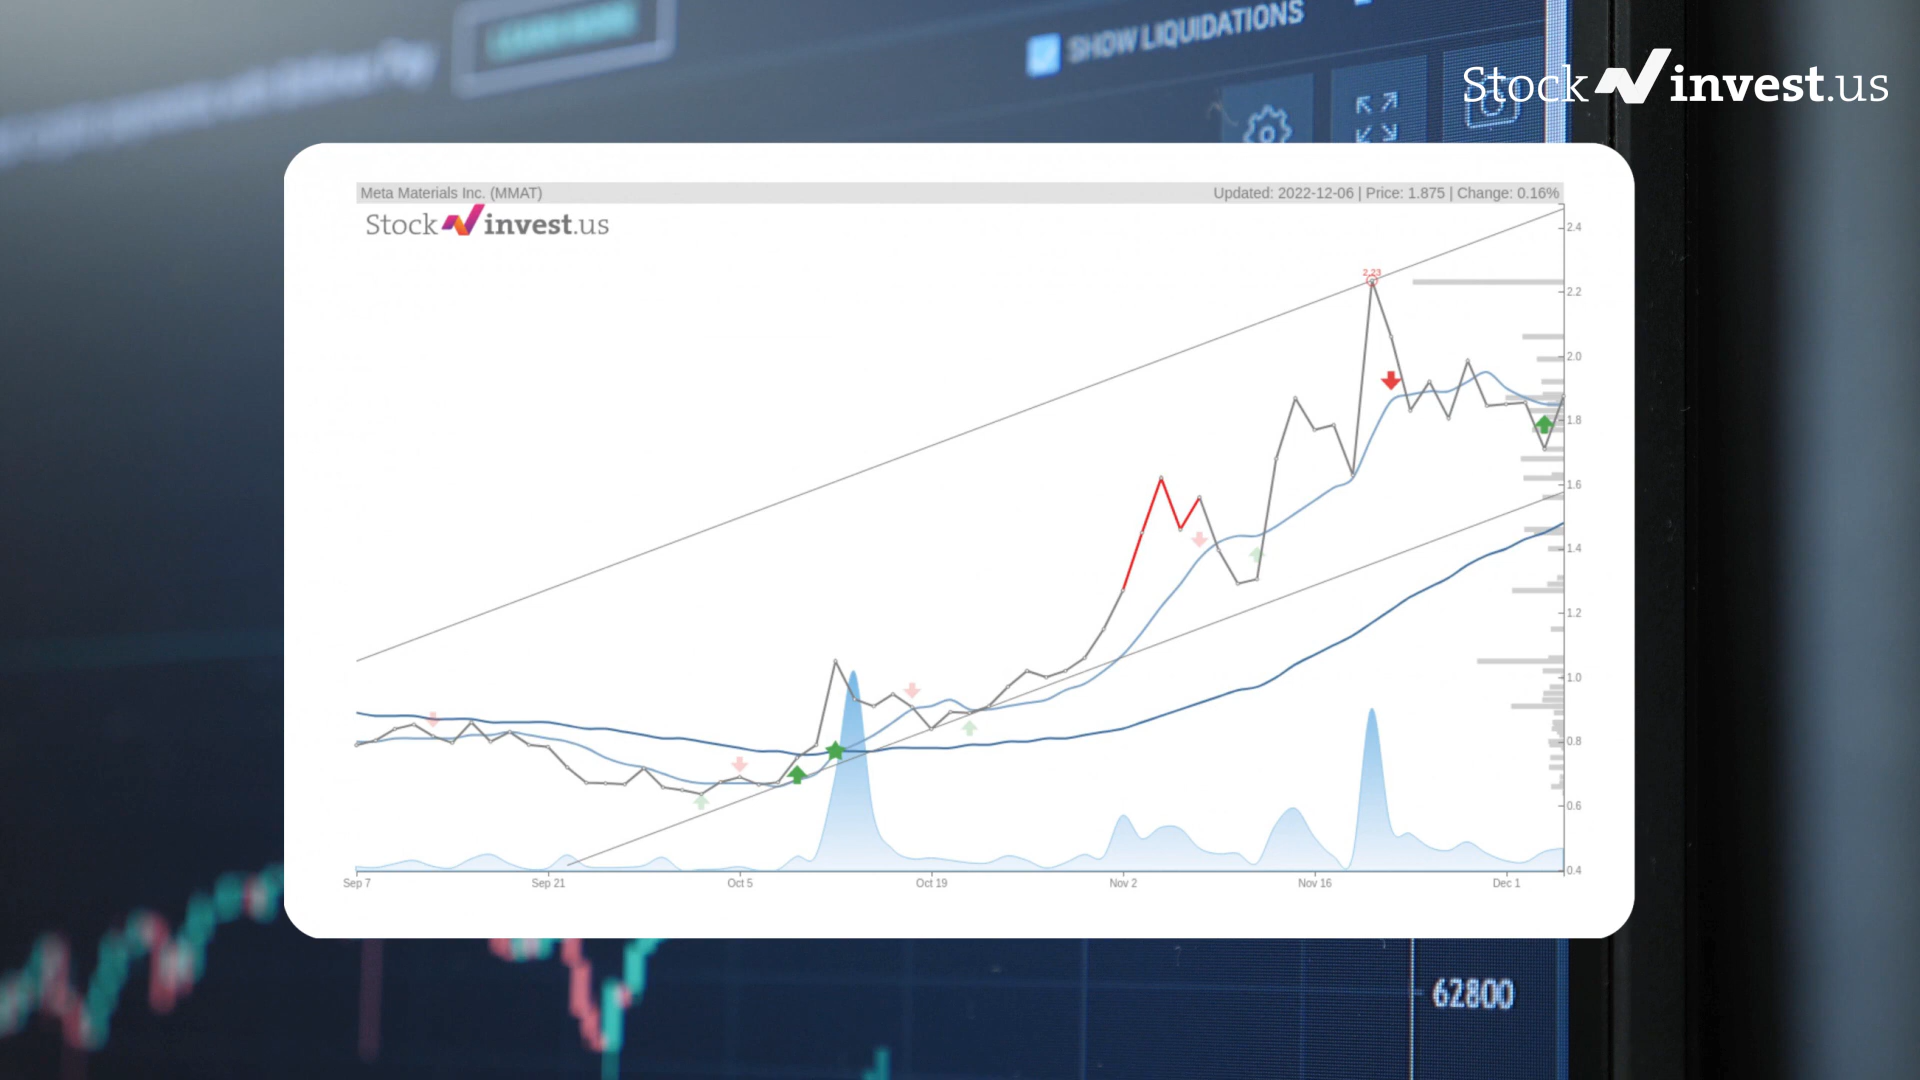 SHOW LIQUIDATIONS
Stock invest.us
Meta Materials Inc. (MMAT)
Updated: 2022-12-06 | Price: 1.875 | Change: 0.16%
Stock invest.us
2.4
2.23
2.2
2.0
1.8
1.6
1.4
1.2
1.0
0.8
0.6
0.4
Sep 7
Sep 21
Oct 5
Oct 19
Nov 2
Nov 16
Dec 1
62800